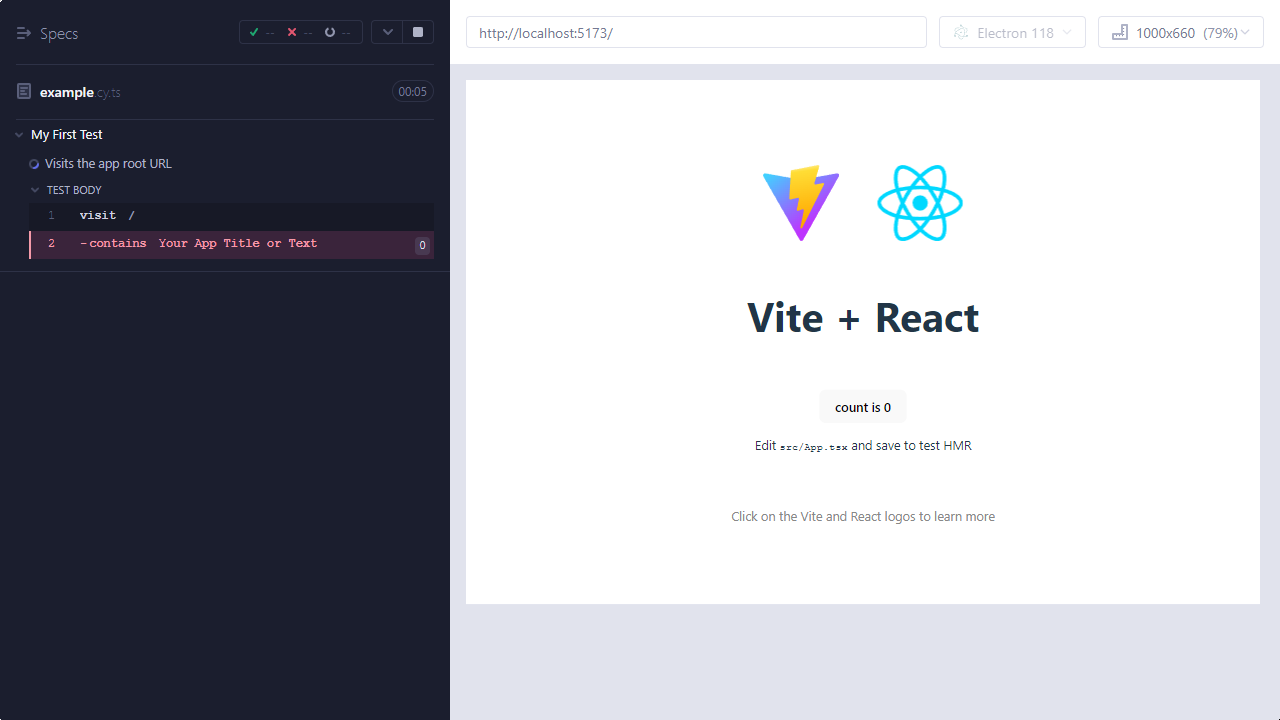 Specs
--
--
--
example.cy.ts
00:05
My First Test
Visits the app root URL
TEST BODY
1 visit /
2 -contains Your App Title or Text
0
http://localhost:5173/
Electron 118
1000x660 (79%)
Vite + React
count is 0
Edit src/App.tsx and save to test HMR
Click on the Vite and React logos to learn more